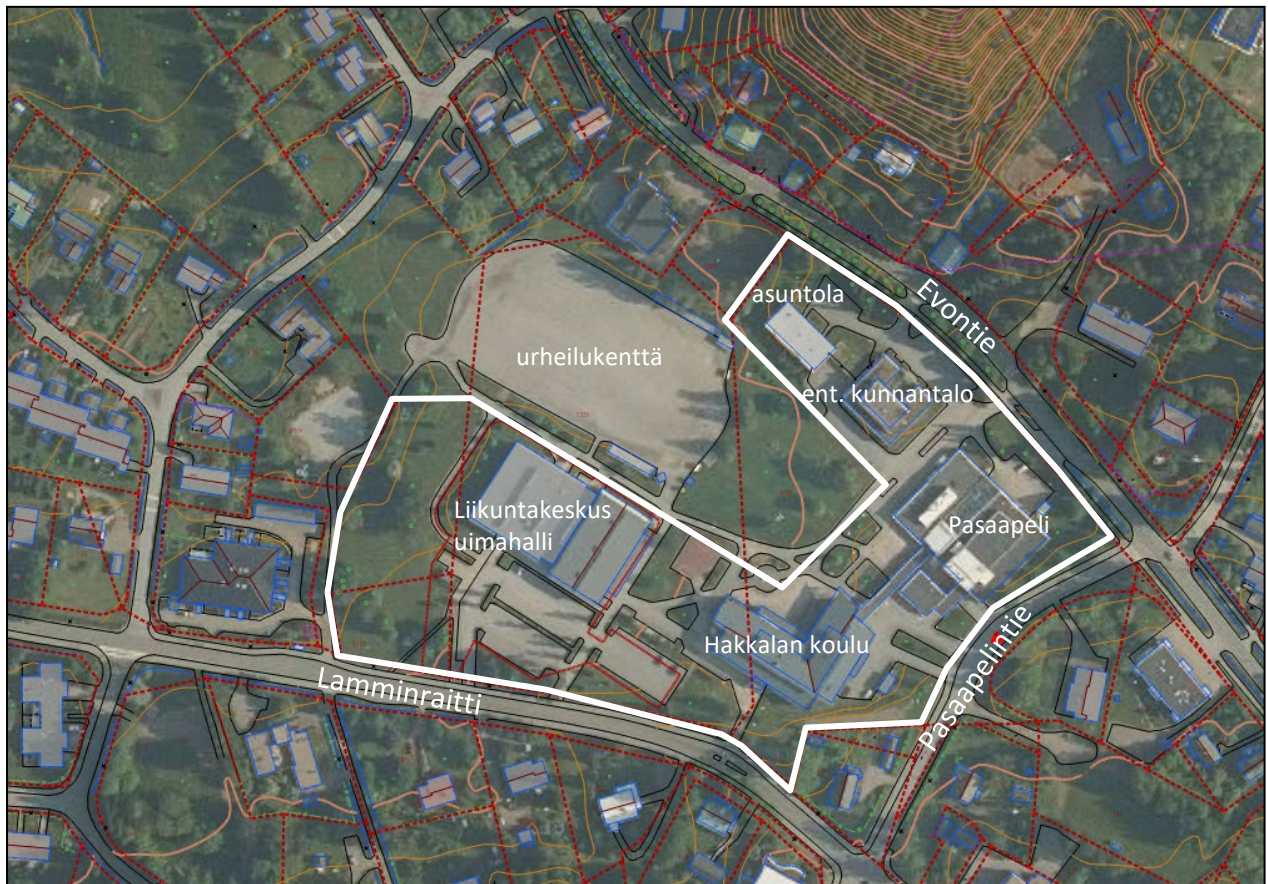 asuntola
Evontie
urheilukenttä
ent. kunnantalo
Liikuntakeskus
uimahalli
Pasaapeli
Hakkalan koulu
Pasaapelintie
Lamminraitti